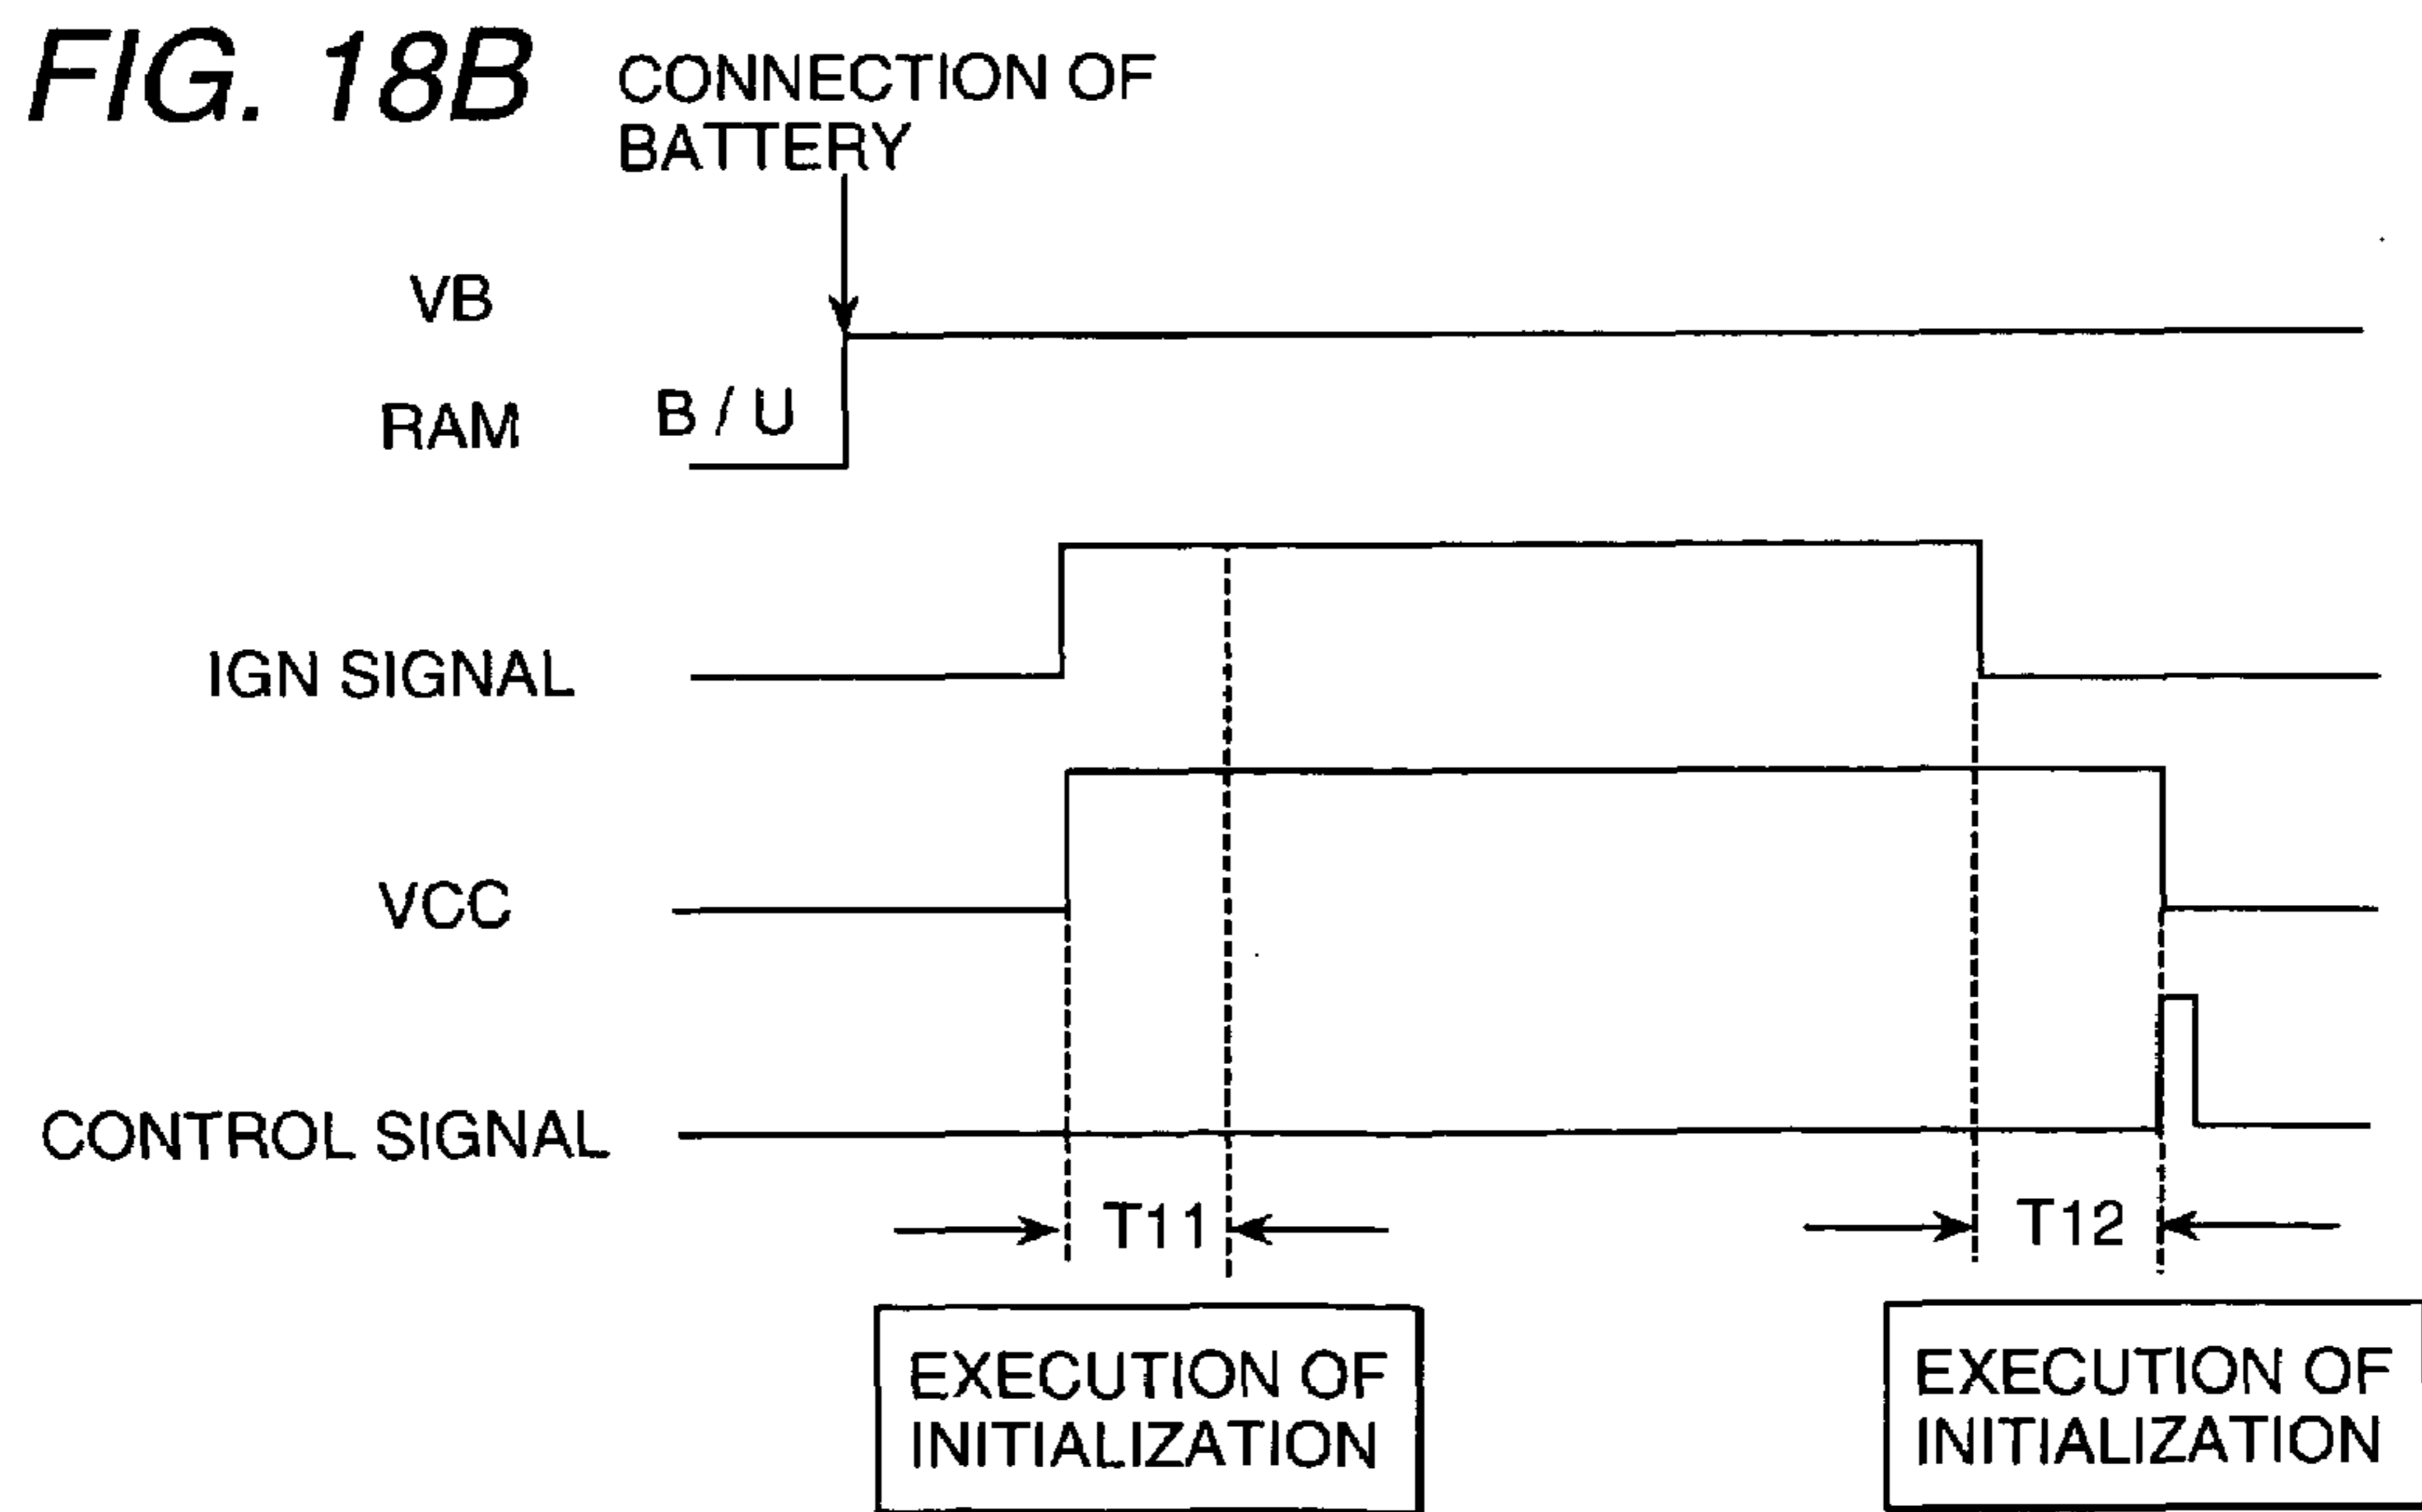 FIG. 18B
CONNECTION OF
BATTERY
VB
RAM
B / U
IGN SIGNAL
VCC
CONTROL SIGNAL
T11
T12
EXECUTION OF
INITIALIZATION
EXECUTION OF
INITIALIZATION